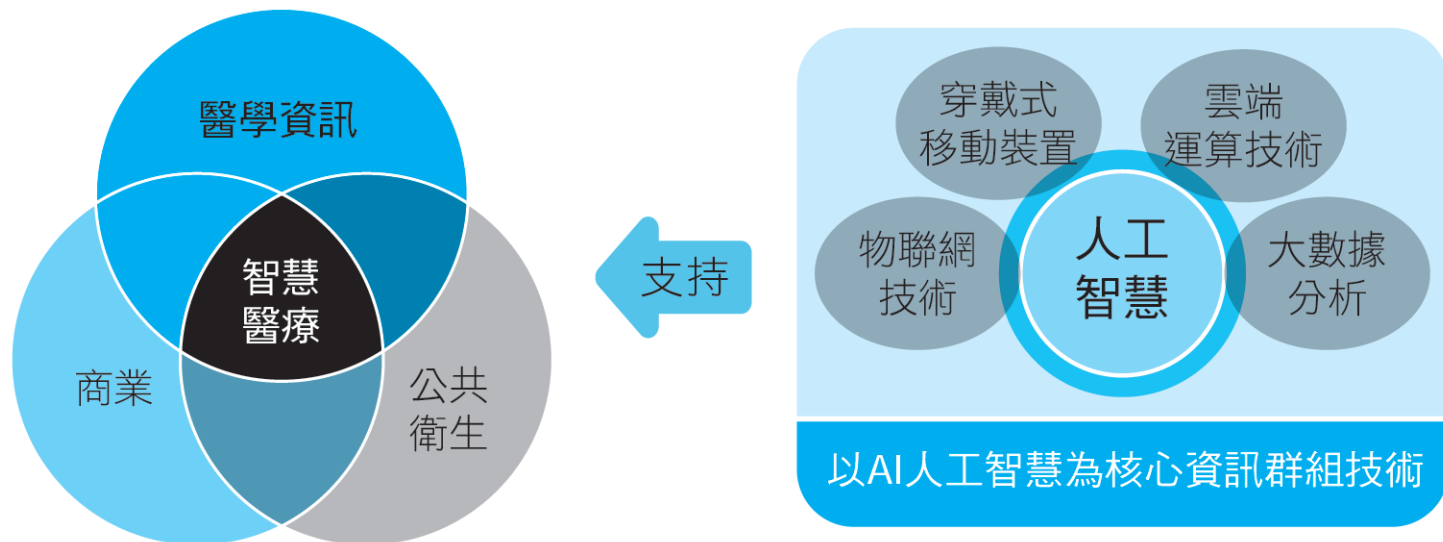 醫學資訊
智慧
醫療
商業
公共
衛生
支持
穿戴式
移動裝置
雲端
運算技術
物聯網
技術
人工
智慧
大數據
分析
以AI人工智慧為核心資訊群組技術